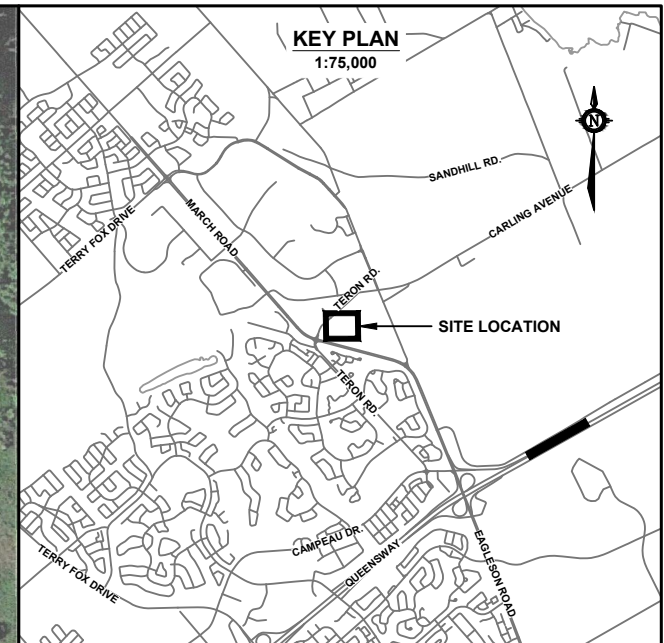 KEY PLAN
1:75,000
N
SANDHILL RD.
CARLING AVENUE
MARCH ROAD
TERRY FOX DRIVE
TERON RD.
SITE LOCATION
TERON RD.
CAMPEAU DR.
QUEENSWAY
EAGLESON ROAD
TERRY FOX DRIVE